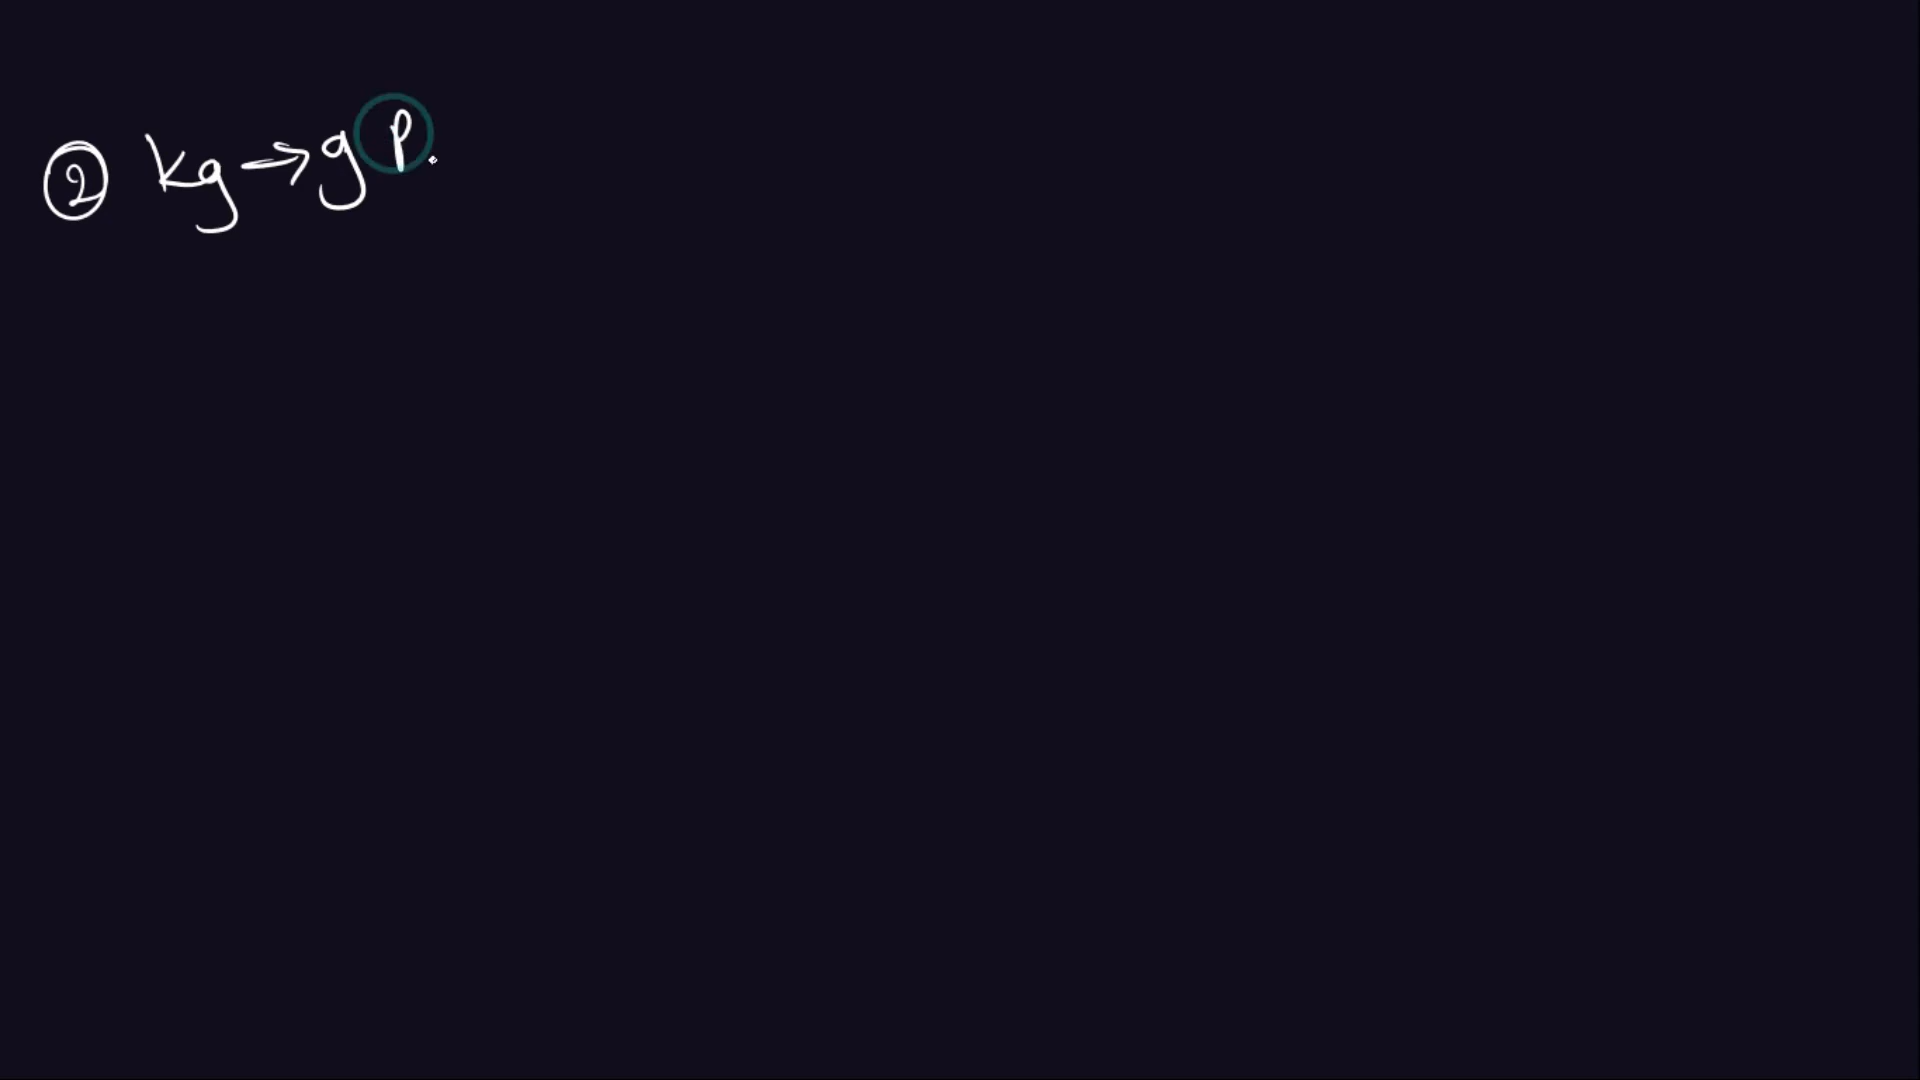 ② kg → g p